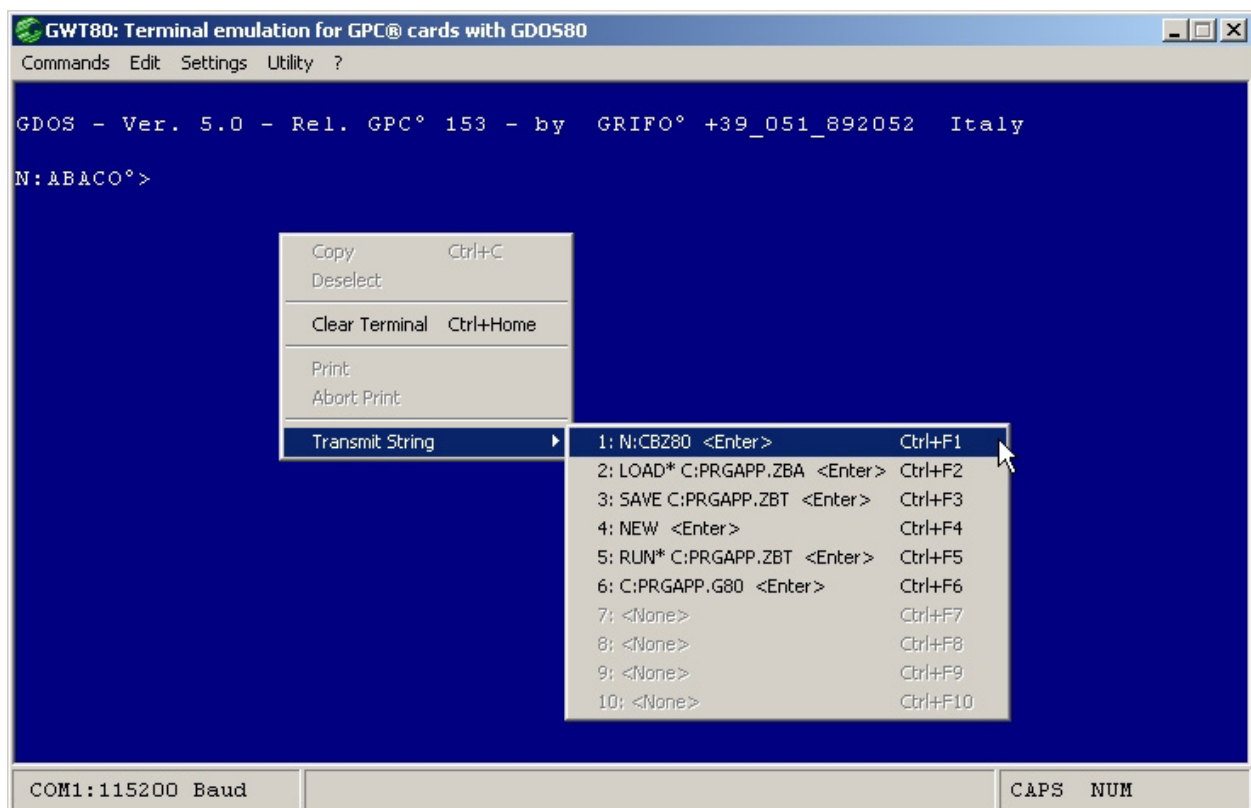 GWT80: Terminal emulation for GPC® cards with GDOS80
Commands Edit Settings Utility ?
GDOS - Ver. 5.0 - Rel. GPC° 153 - by GRIFO° +39_051_892052 Italy
N:ABACO°>
Copy Ctrl+C
Deselect
Clear Terminal Ctrl+Home
Print
Abort Print
Transmit String
1: N:CBZ80 <Enter> Ctrl+F1
2: LOAD* C:PRGAPP.ZBA <Enter> Ctrl+F2
3: SAVE C:PRGAPP.ZBT <Enter> Ctrl+F3
4: NEW <Enter> Ctrl+F4
5: RUN* C:PRGAPP.ZBT <Enter> Ctrl+F5
6: C:PRGAPP.G80 <Enter> Ctrl+F6
7: <None> Ctrl+F7
8: <None> Ctrl+F8
9: <None> Ctrl+F9
10: <None> Ctrl+F10
COM1:115200 Baud CAPS NUM